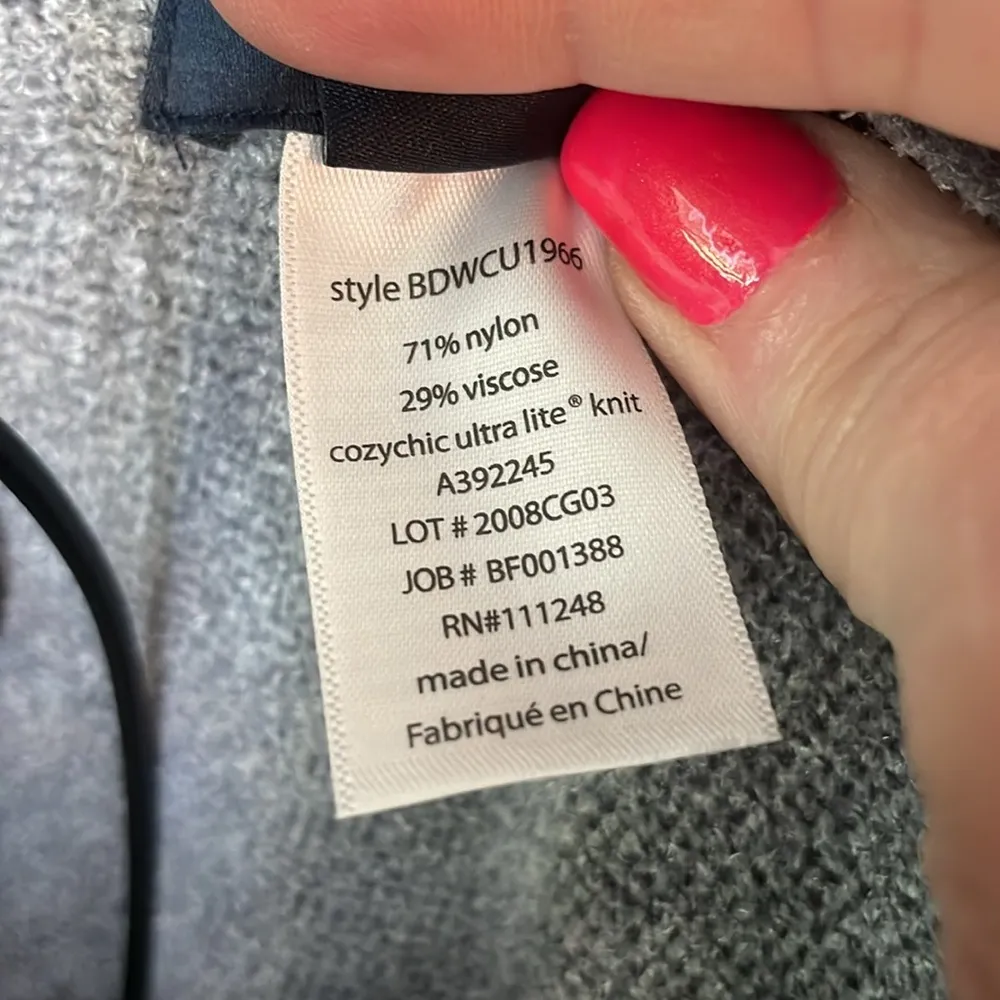 style BDWCU1966
71% nylon
29% viscose
cozychic ultra lite® knit
A392245
LOT # 2008CG03
JOB # BF001388
RN#111248
made in china/
Fabriqué en Chine